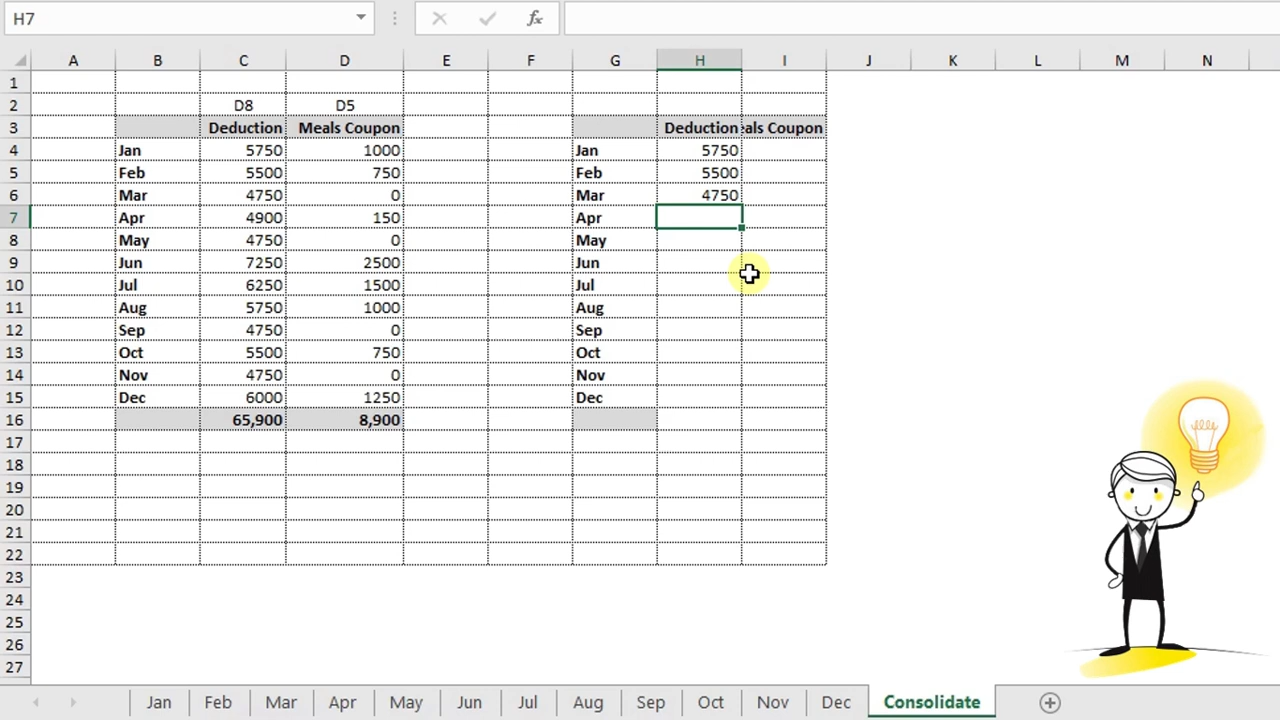 H7
fx
A B C D E F G H I J K L M N
1
2 D8 D5
3 Deduction Meals Coupon Deduction als Coupon
4 Jan 5750 1000 Jan 5750
5 Feb 5500 750 Feb 5500
6 Mar 4750 0 Mar 4750
7 Apr 4900 150 Apr
8 May 4750 0 May
9 Jun 7250 2500 Jun
10 Jul 6250 1500 Jul
11 Aug 5750 1000 Aug
12 Sep 4750 0 Sep
13 Oct 5500 750 Oct
14 Nov 4750 0 Nov
15 Dec 6000 1250 Dec
16 65,900 8,900
17
18
19
20
21
22
23
24
25
26
27
Jan Feb Mar Apr May Jun Jul Aug Sep Oct Nov Dec Consolidate